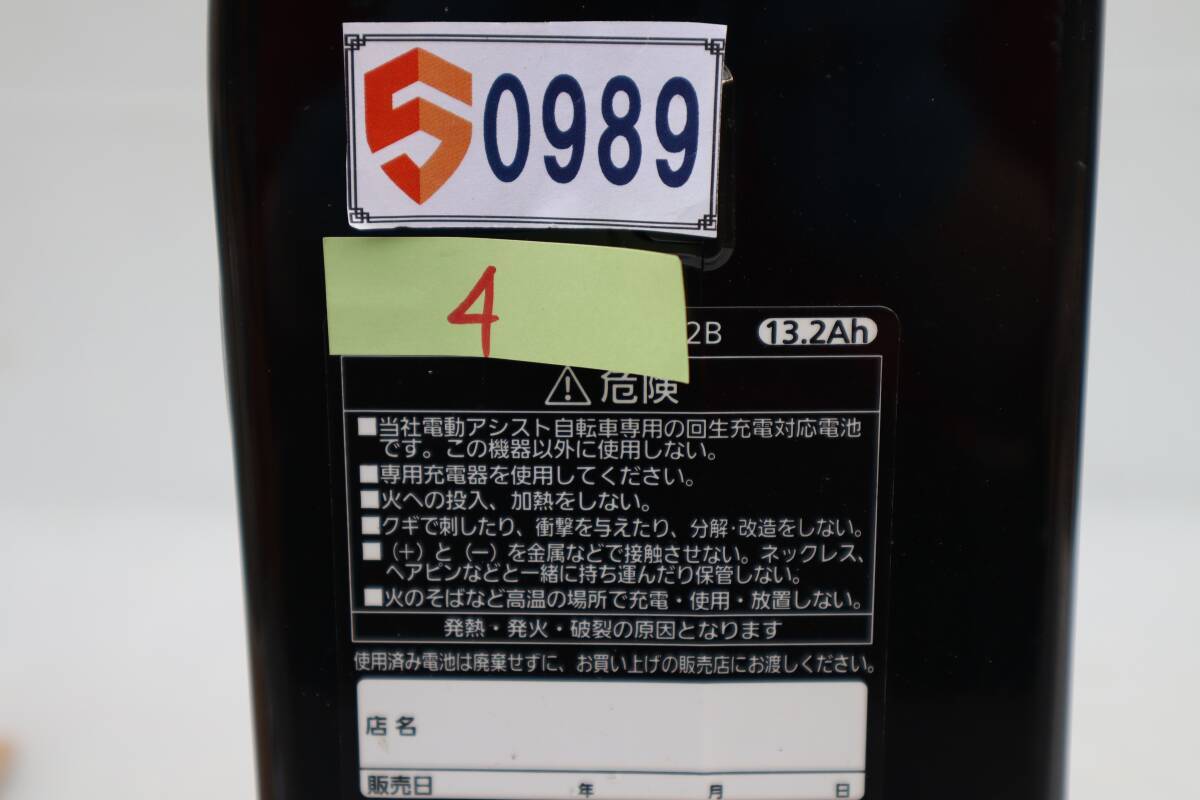 0989
4
2B 13.2Ah
危険
■当社電動アシスト自転車専用の回生充電対応電池
です。この機器以外に使用しない。
■専用充電器を使用してください。
■火への投入、加熱をしない。
■クギで刺したり、衝撃を与えたり、分解・改造をしない。
■(+)と(−)を金属などで接触させない。ネックレス、
ヘアピンなどと一緒に持ち運んだり保管しない。
■火のそばなど高温の場所で充電・使用・放置しない。
発熱・発火・破裂の原因となります
使用済み電池は廃棄せずに、お買い上げの販売店にお渡しください。
店名
販売日 年 月 日